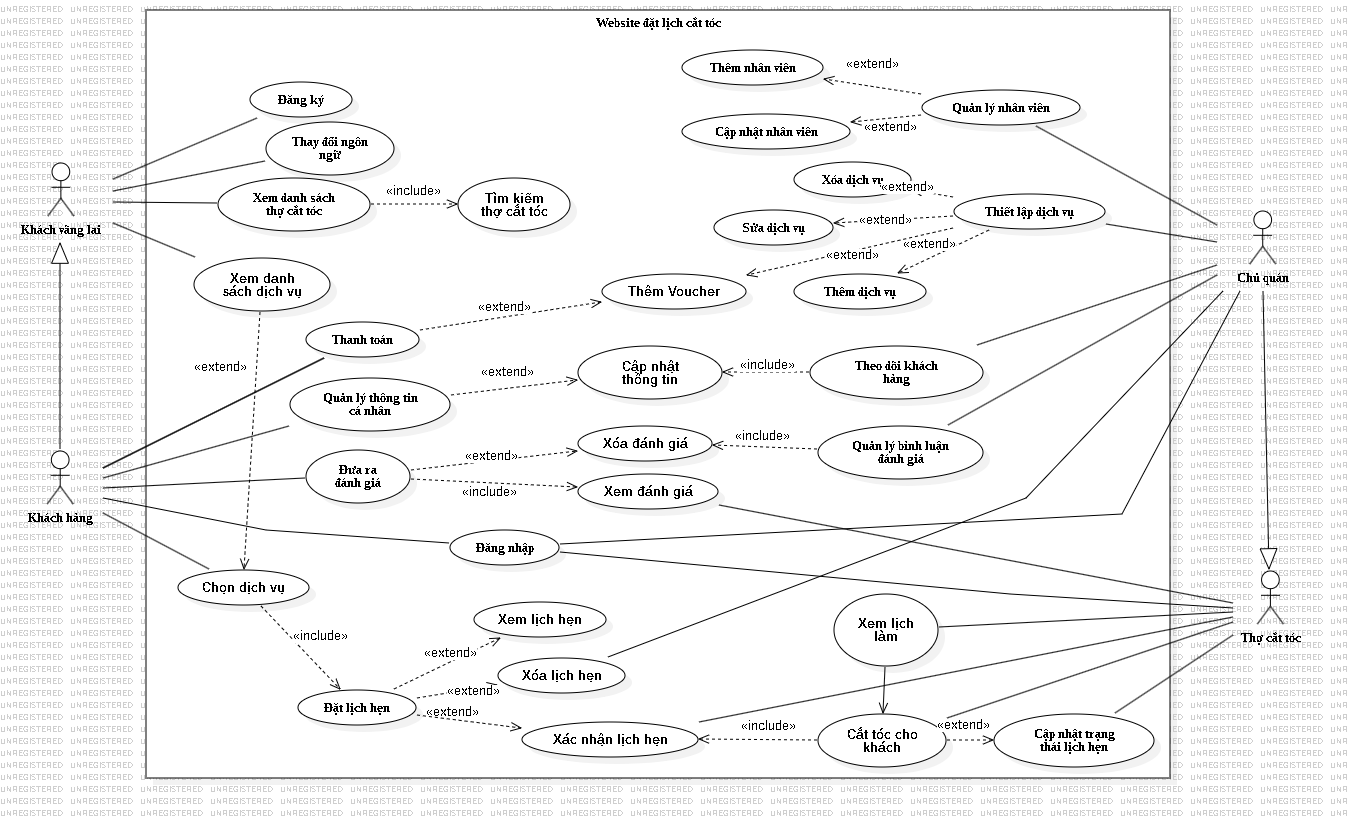 Website đặt lịch cắt tóc
Thêm nhân viên
«extend»
Đăng ký
Quản lý nhân viên
Cập nhật nhân viên
«extend»
Thay đổi ngôn
ngữ
Xóa dịch vụ
«extend»
Xem danh sách
thợ cắt tóc
«include»
Tìm kiếm
thợ cắt tóc
Thiết lập dịch vụ
Khách vãng lai
Sửa dịch vụ
«extend»
«extend»
«extend»
Xem danh
sách dịch vụ
Chủ quán
Thêm Voucher
Thêm dịch vụ
«extend»
Thanh toán
«extend»
Cập nhật
thông tin
«include»
Theo dõi khách
hàng
«extend»
Quản lý thông tin
cá nhân
Xóa đánh giá
«include»
Quản lý bình luận
đánh giá
«extend»
Đưa ra
đánh giá
«include»
Xem đánh giá
Khách hàng
Đăng nhập
Chọn dịch vụ
Xem lịch hẹn
Xem lịch
làm
«include»
Thợ cắt tóc
«extend»
Xóa lịch hẹn
«extend»
Đặt lịch hẹn
«extend»
Xác nhận lịch hẹn
«include»
Cắt tóc cho
khách
«extend»
Cập nhật trạng
thái lịch hẹn
UNREGISTERED